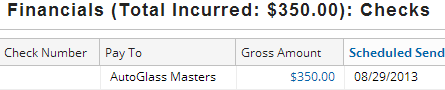 Financials (Total Incurred: $350.00): Checks
Check Number Pay To Gross Amount Scheduled Send
AutoGlass Masters $350.00 08/29/2013